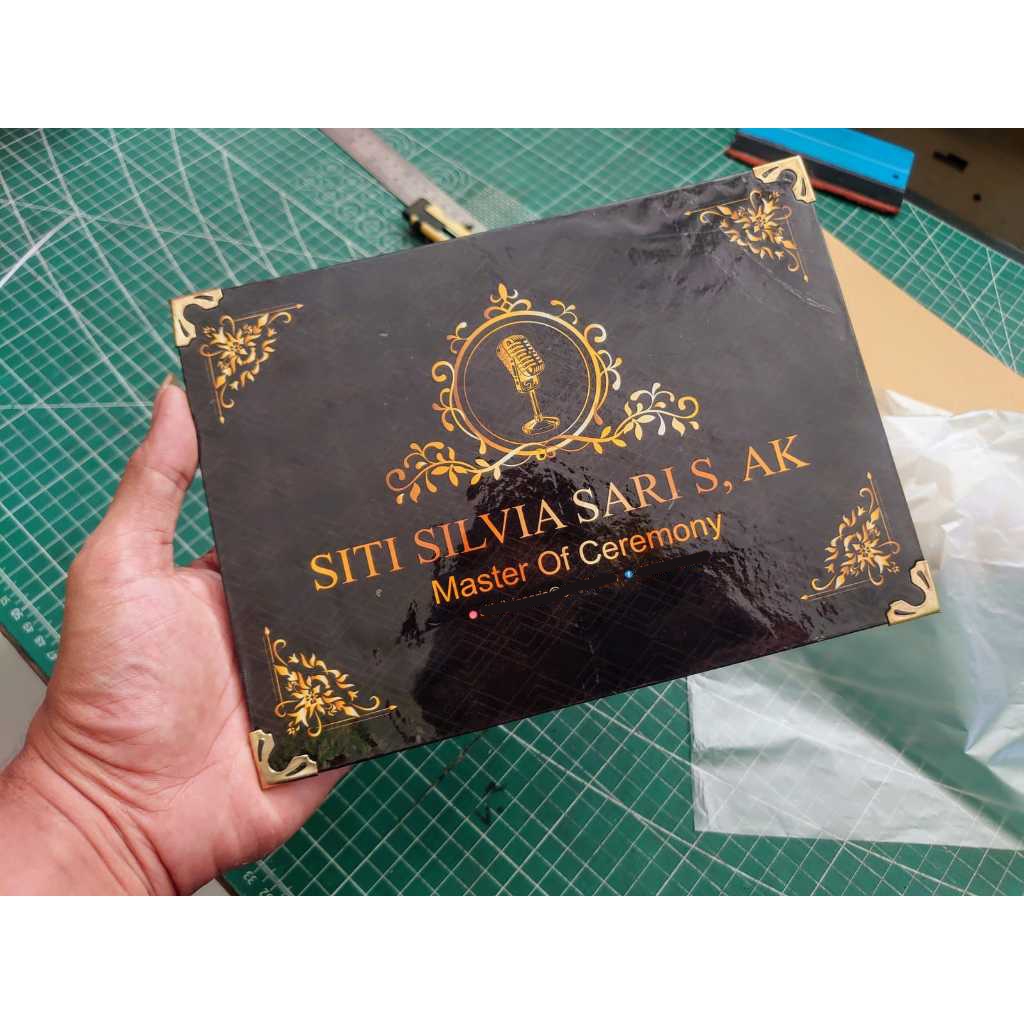 SITI SILVIA SARI S, AK
Master Of Ceremony